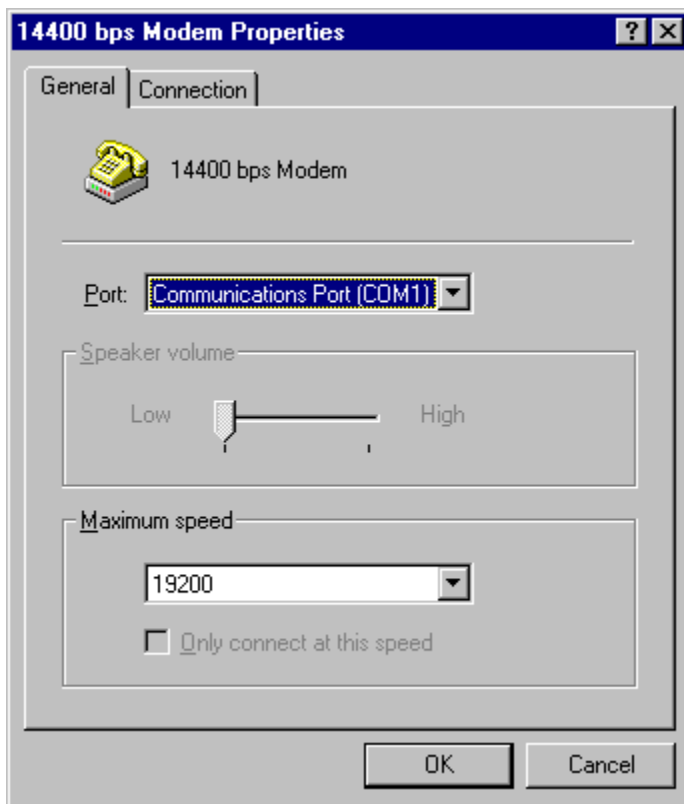 14400 bps Modem Properties
General Connection
14400 bps Modem
Port: Communications Port (COM1)
Speaker volume
Low High
Maximum speed
19200
Only connect at this speed
OK Cancel